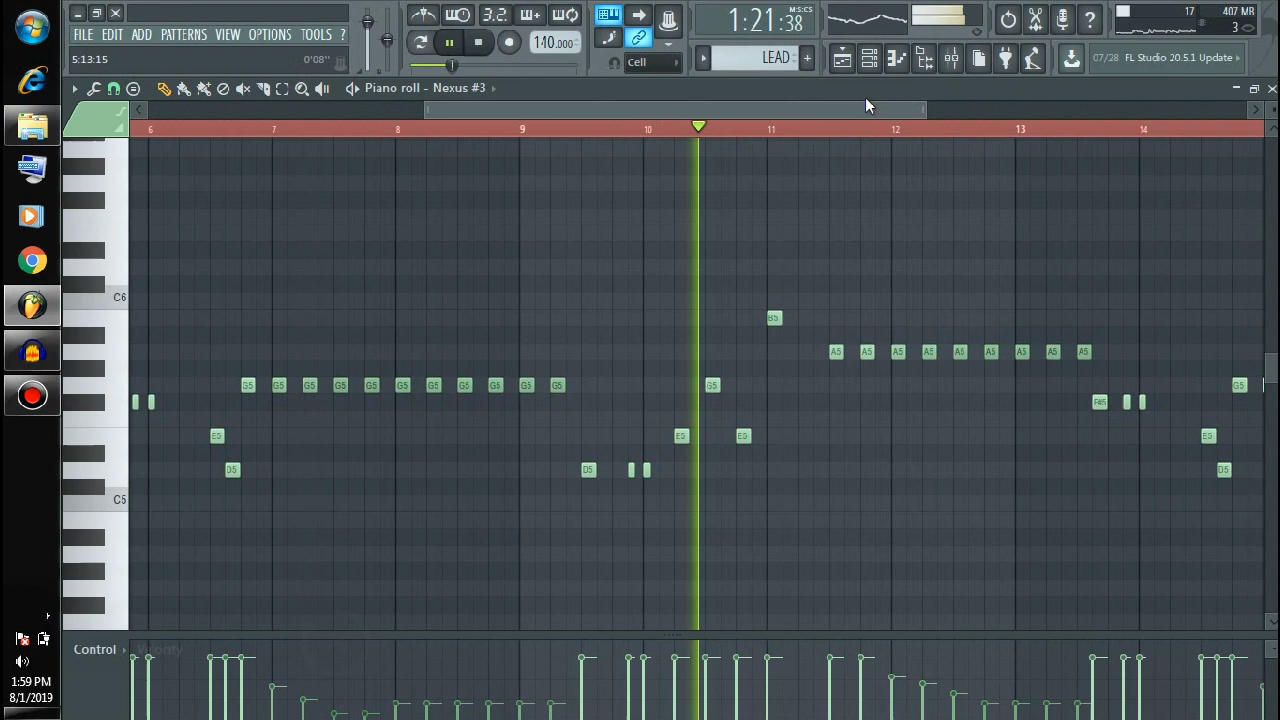 1:21:38
M:S:CS
17
407 MB
3
FILE EDIT ADD PATTERNS VIEW OPTIONS TOOLS ?
3.2.
140.000
LEAD
Cell
5:13:15
0'08"
07/28 FL Studio 20.5.1 Update
Piano roll - Nexus #3
6 7 8 9 10 11 12 13 14
C6
B5
A5 A5 A5 A5 A5 A5 A5 A5 A5
G5 G5 G5 G5 G5 G5 G5 G5 G5 G5 G5 G5 G5
F#5
E5 E5 E5 E5
D5 D5 D5
C5
Control
1:59 PM
8/1/2019